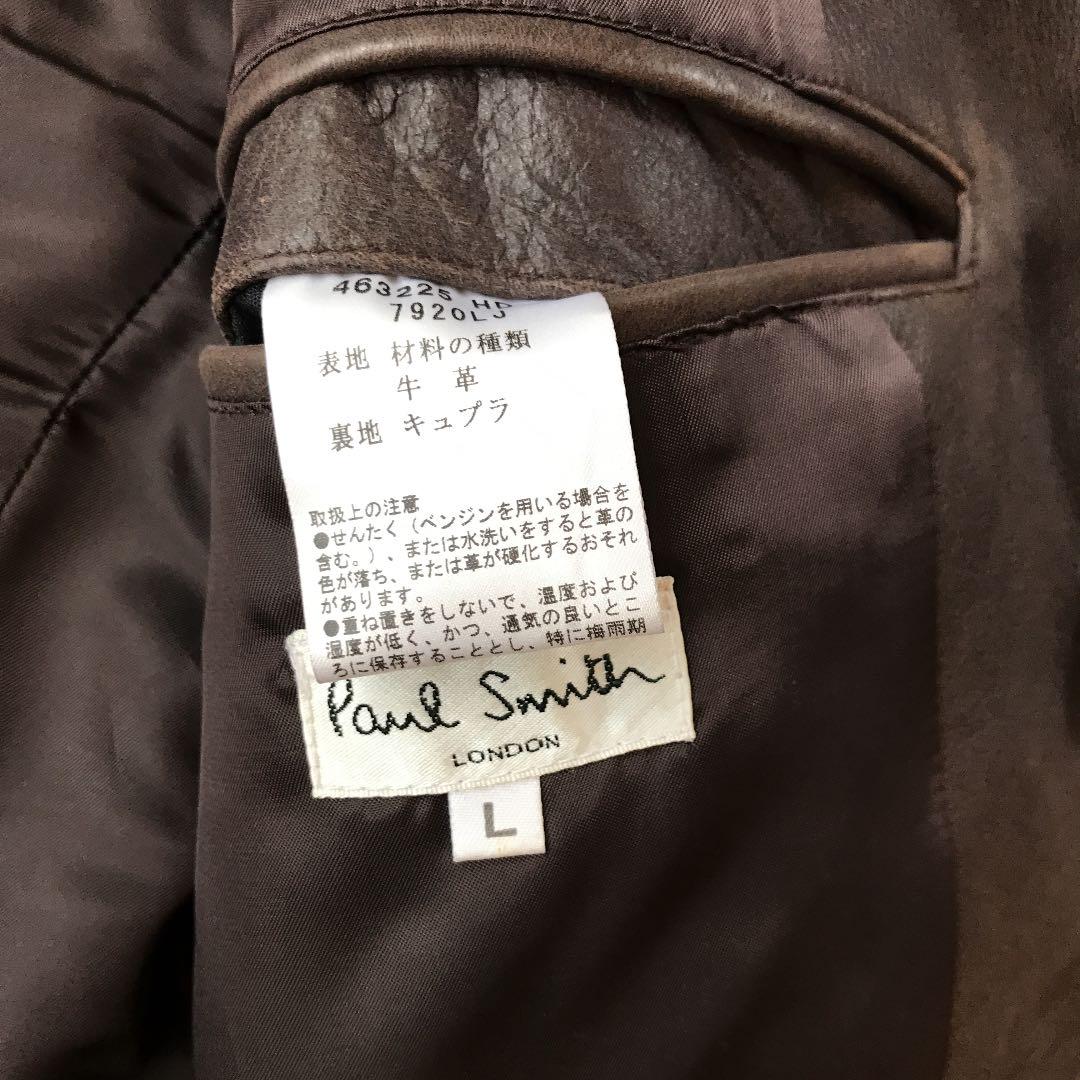 463225 HP
7920LJ
表地 材料の種類
牛 革
裏地 キュプラ
取扱上の注意
●せんたく（ベンジンを用いる場合を
含む。）、または水洗いをすると革の
色が落ち、または革が硬化するおそれ
があります。
●重ね置きをしないで、温度および
湿度が低く、かつ、通気の良いとこ
ろに保存することとし、特に梅雨期
Paul Smith
LONDON
L